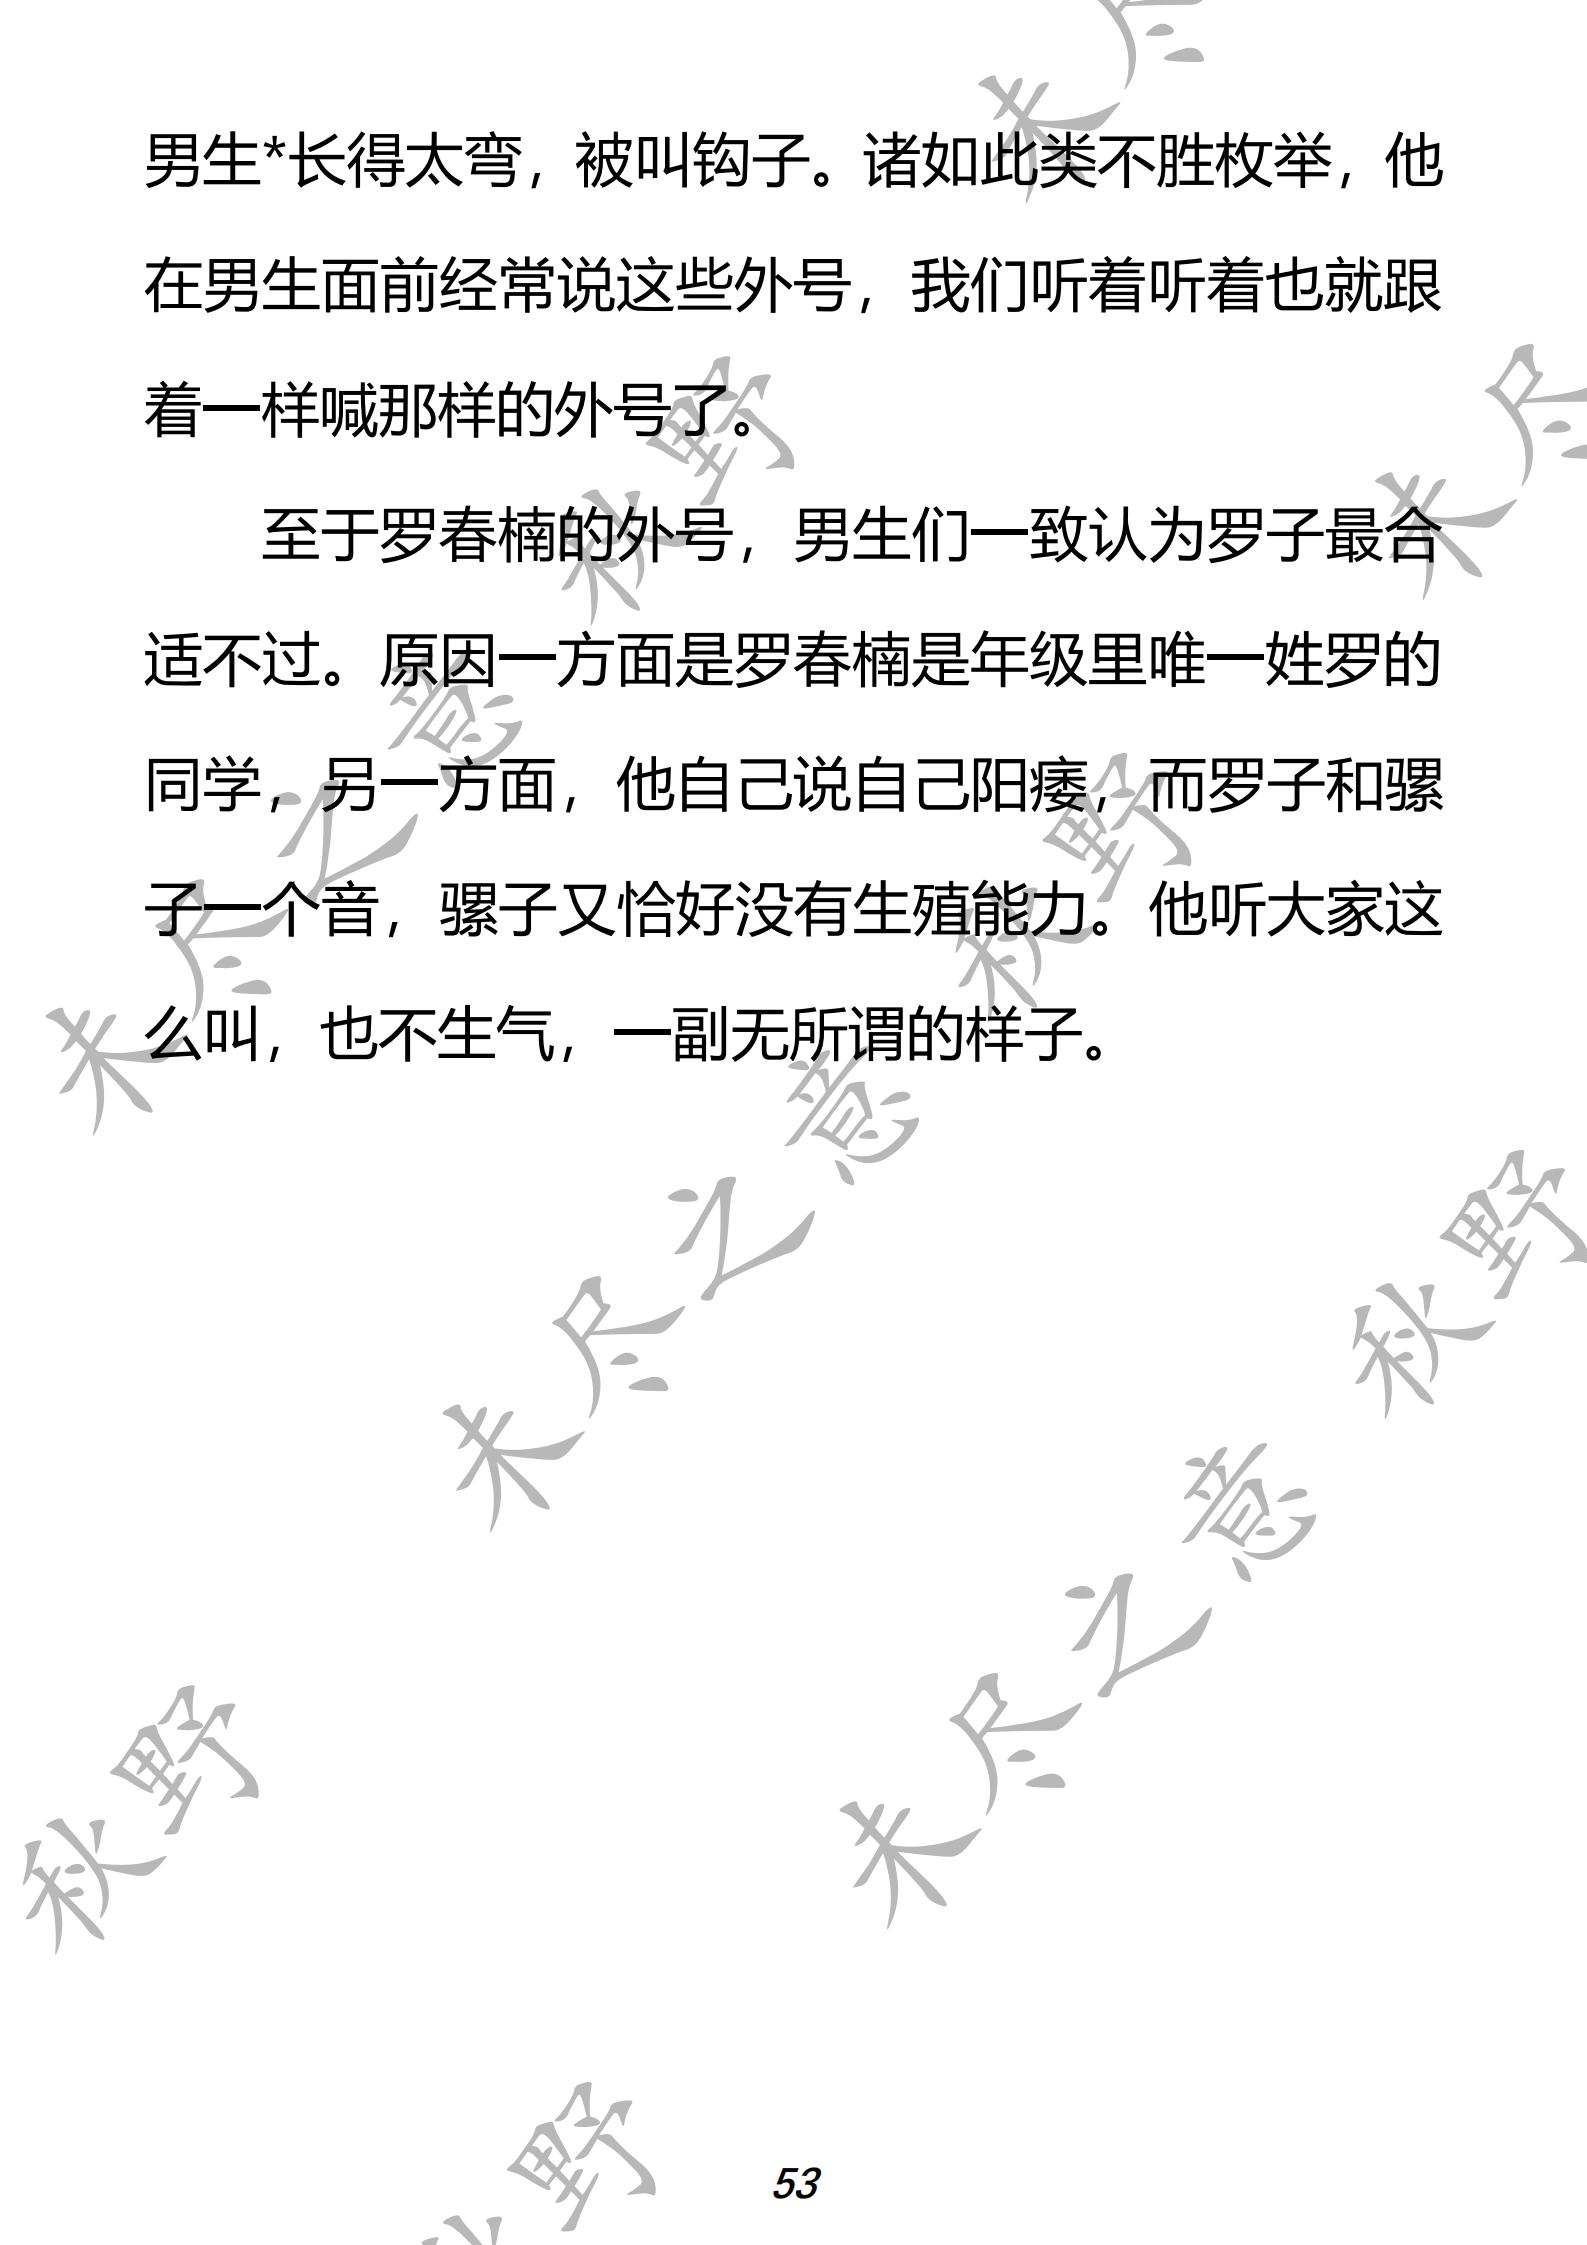 男生*长得太弯，被叫钩子。诸如此类不胜枚举，他
在男生面前经常说这些外号，我们听着听着也就跟
着一样喊那样的外号了。
至于罗春楠的外号，男生们一致认为罗子最合
适不过。原因一方面是罗春楠是年级里唯一姓罗的
同学，另一方面，他自己说自己阳痿，而罗子和骡
子一个音，骡子又恰好没有生殖能力。他听大家这
么叫，也不生气，一副无所谓的样子。
未尽
未尽
未尽之意 秋野
未尽之意 秋野
未尽之意 秋野
秋野
秋野
53